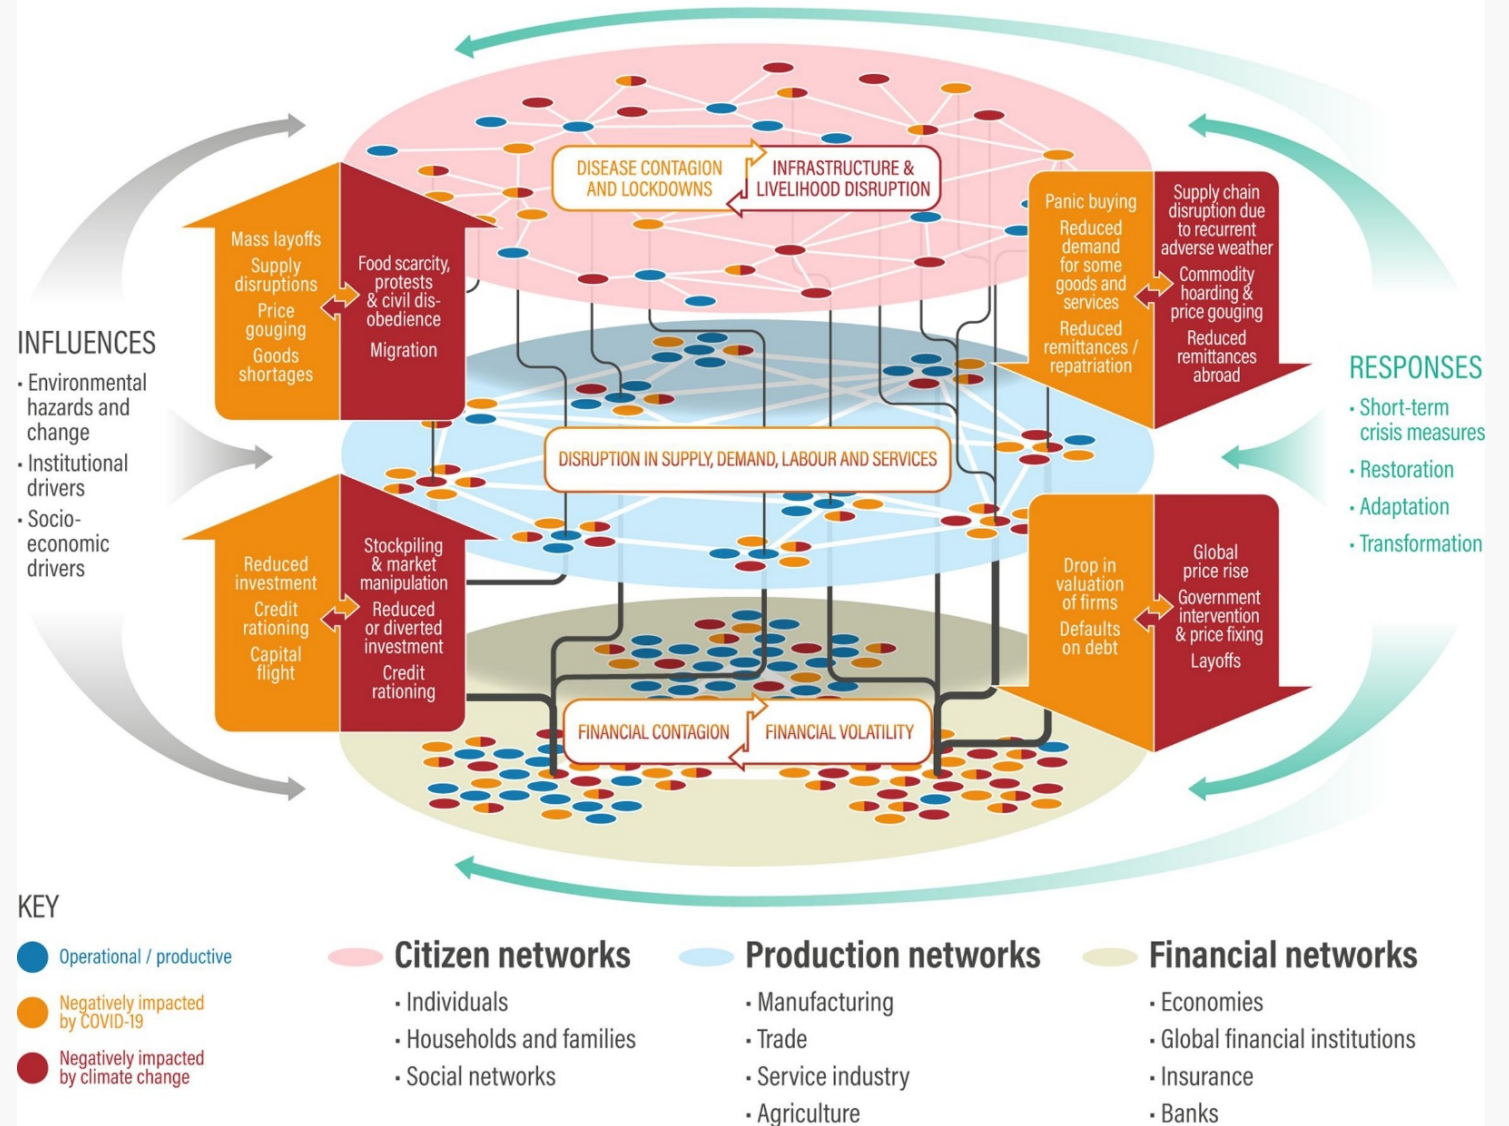 DISEASE CONTAGION
AND LOCKDOWNS
INFRASTRUCTURE &
LIVELIHOOD DISRUPTION
Mass layoffs
Supply
disruptions
Price
gouging
Goods
shortages
Food scarcity,
protests
& civil dis-
obedience
Migration
Panic buying
Reduced
demand
for some
goods and
services
Reduced
remittances /
repatriation
Supply chain
disruption due
to recurrent
adverse weather
Commodity
hoarding &
price gouging
Reduced
remittances
abroad
INFLUENCES
· Environmental
hazards and
change
· Institutional
drivers
· Socio-
economic
drivers
DISRUPTION IN SUPPLY, DEMAND, LABOUR AND SERVICES
RESPONSES
· Short-term
crisis measures
· Restoration
· Adaptation
· Transformation
Reduced
investment
Credit
rationing
Capital
flight
Stockpiling
& market
manipulation
Reduced
or diverted
investment
Credit
rationing
Drop in
valuation
of firms
Defaults
on debt
Global
price rise
Government
intervention
& price fixing
Layoffs
FINANCIAL CONTAGION
FINANCIAL VOLATILITY
KEY
Operational / productive
Negatively impacted
by COVID-19
Negatively impacted
by climate change
Citizen networks
· Individuals
· Households and families
· Social networks
Production networks
· Manufacturing
· Trade
· Service industry
· Agriculture
Financial networks
· Economies
· Global financial institutions
· Insurance
· Banks